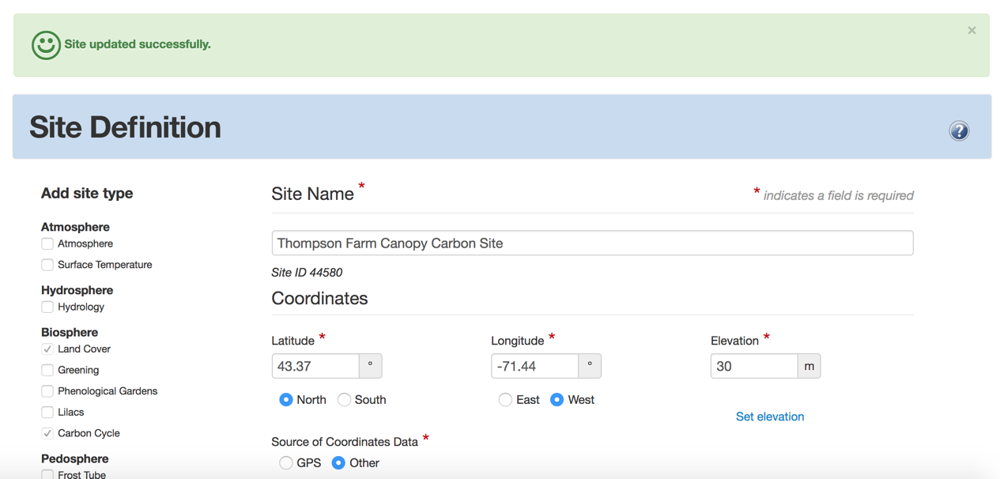 Site updated successfully.
×
Site Definition
?
Add site type
Atmosphere
Atmosphere
Surface Temperature
Hydrosphere
Hydrology
Biosphere
Land Cover
Greening
Phenological Gardens
Lilacs
Carbon Cycle
Pedosphere
Frost Tube
Site Name *
* indicates a field is required
Thompson Farm Canopy Carbon Site
Site ID 44580
Coordinates
Latitude * Longitude * Elevation *
43.37 ° -71.44 ° 30 m
North South East West
Set elevation
Source of Coordinates Data *
GPS Other